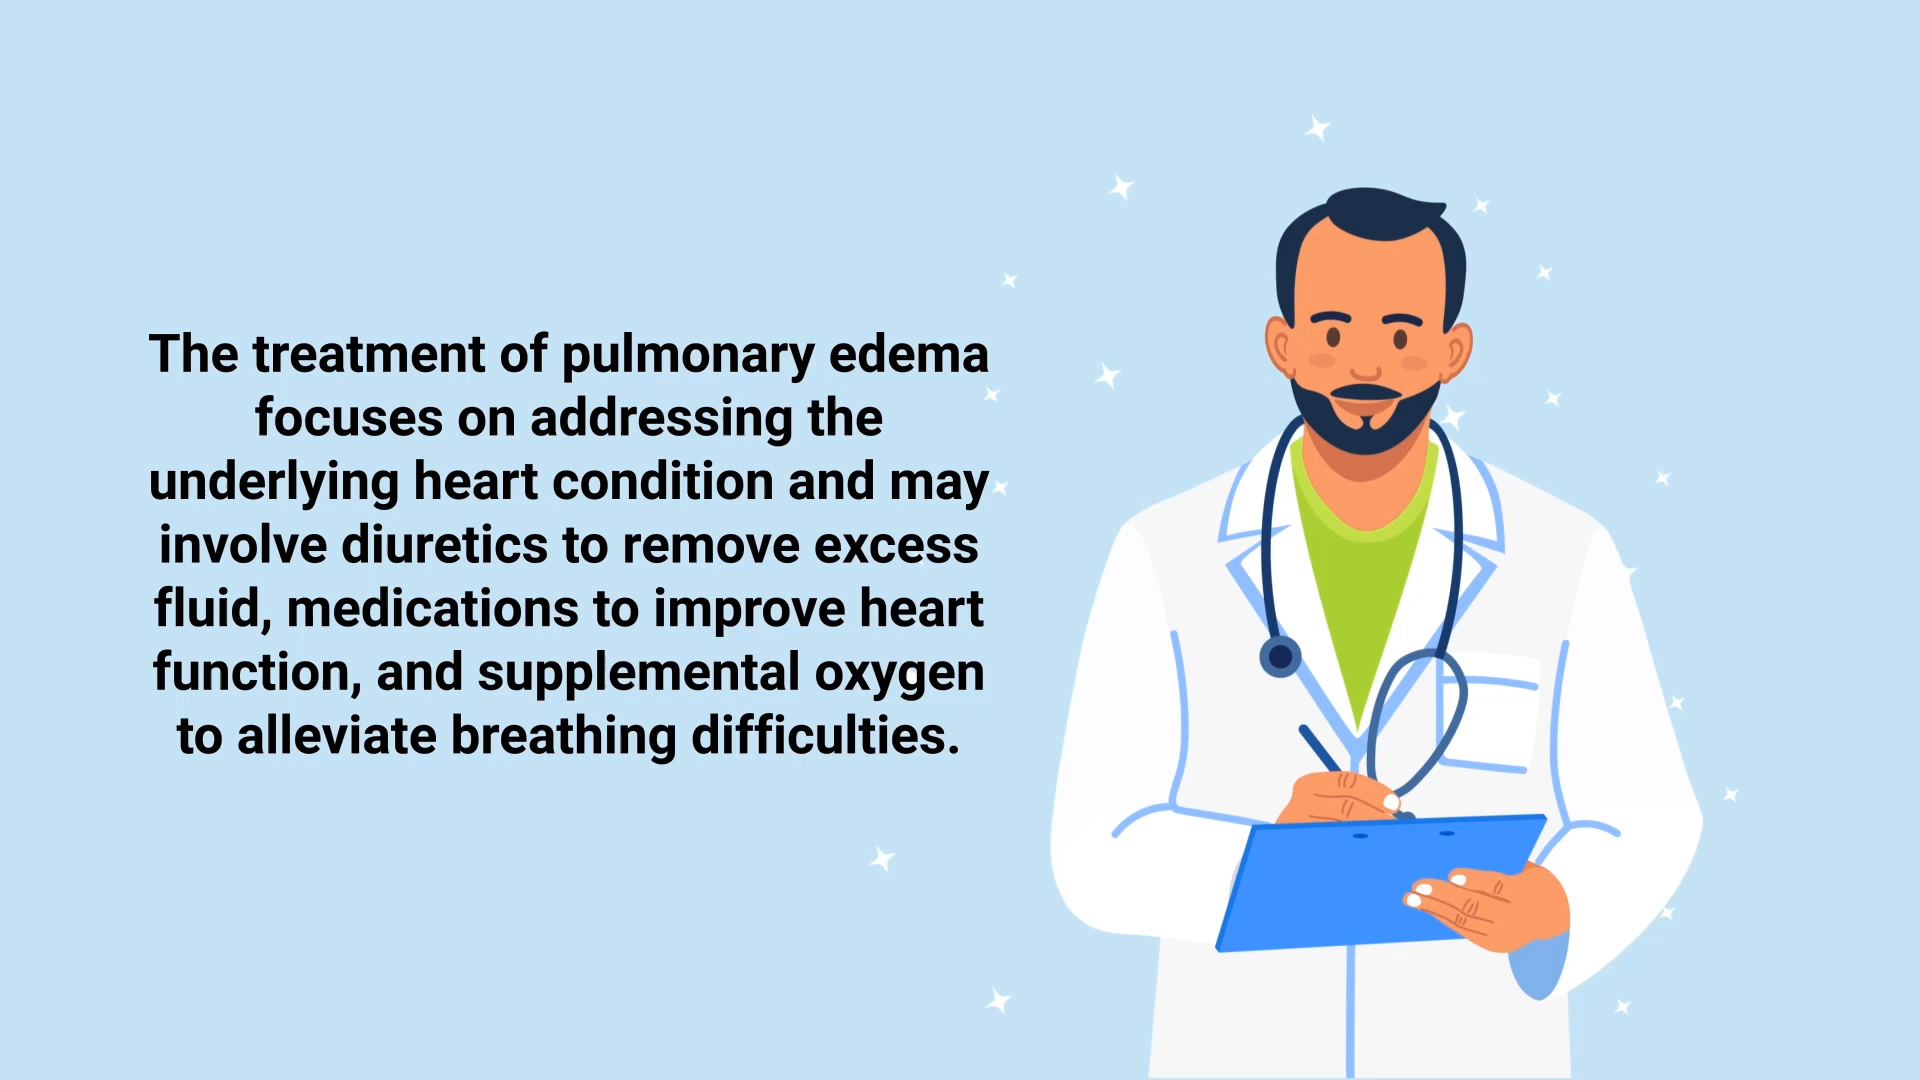 The treatment of pulmonary edema
focuses on addressing the
underlying heart condition and may
involve diuretics to remove excess
fluid, medications to improve heart
function, and supplemental oxygen
to alleviate breathing difficulties.